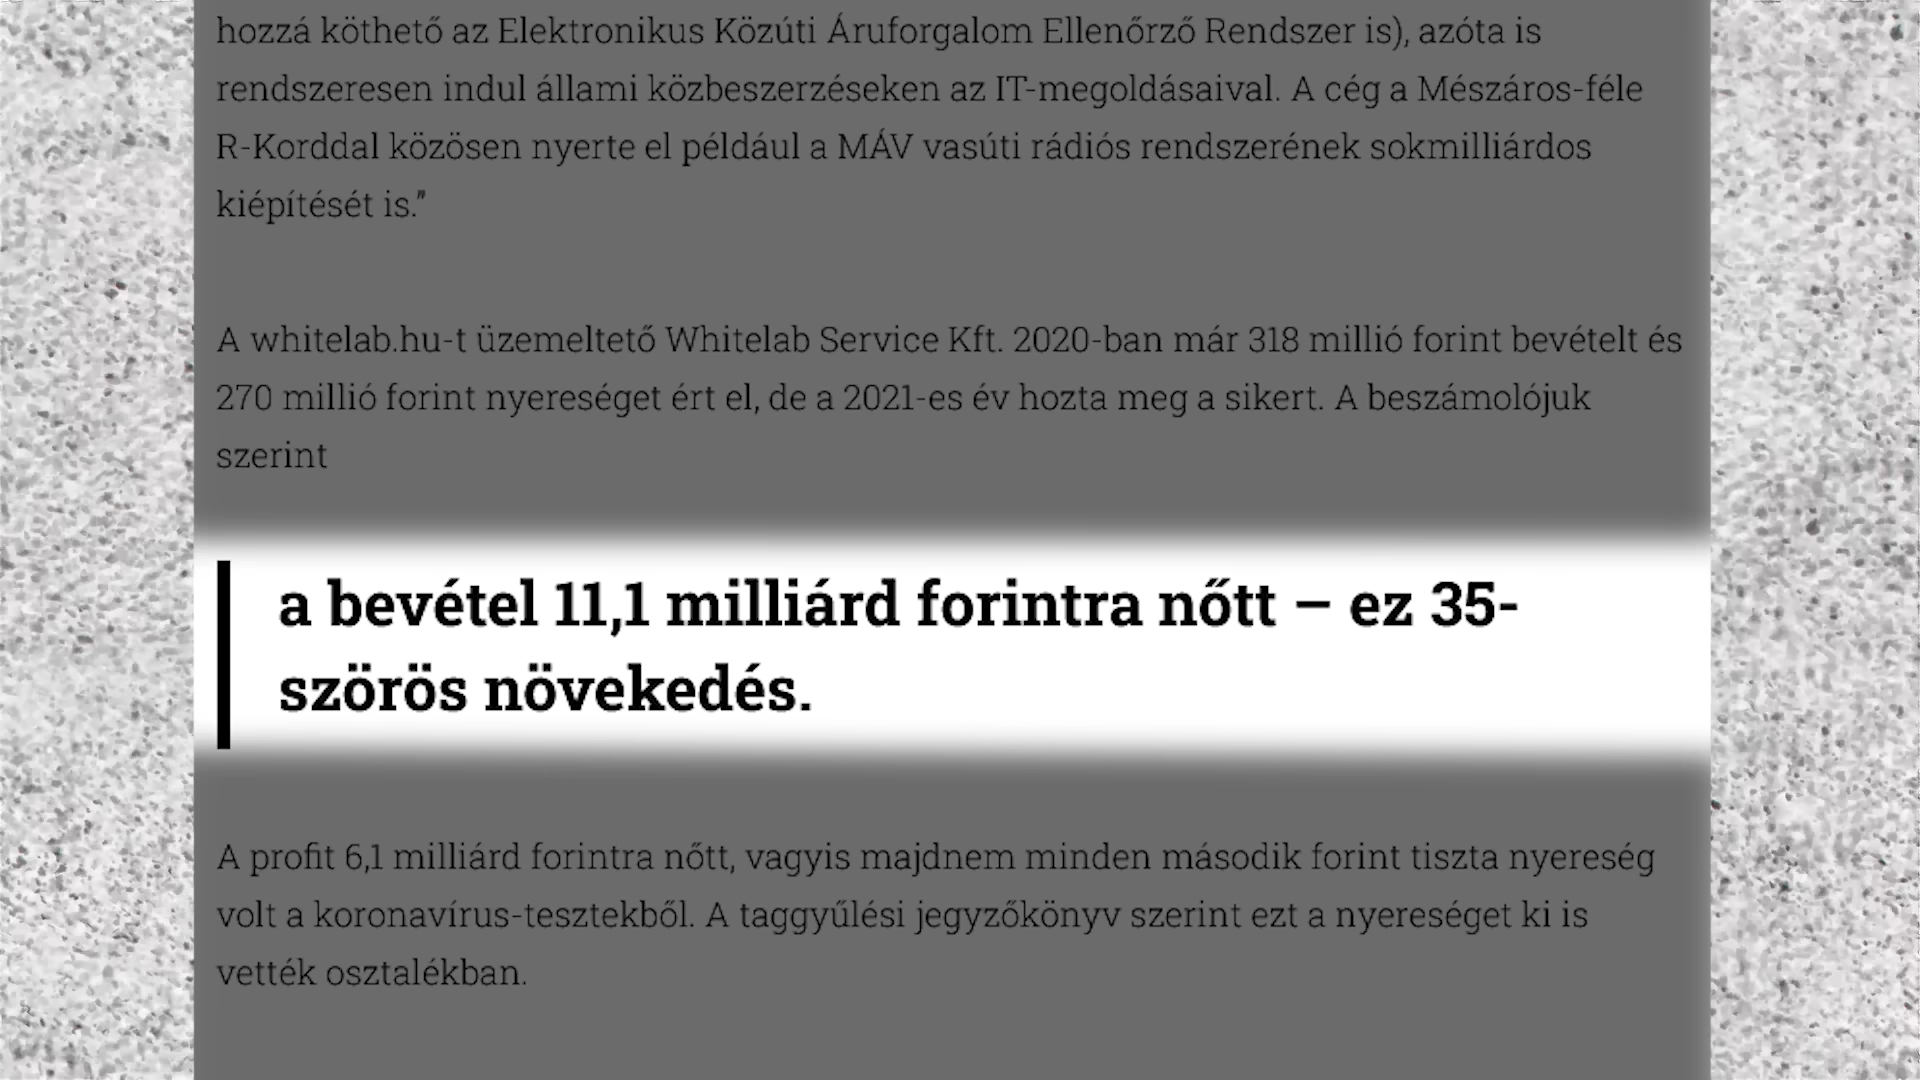 hozzá köthető az Elektronikus Közúti Áruforgalom Ellenőrző Rendszer is), azóta is
rendszeresen indul állami közbeszerzéseken az IT-megoldásaival. A cég a Mészáros-féle
R-Korddal közösen nyerte el például a MÁV vasúti rádiós rendszerének sokmilliárdos
kiépítését is.”
A whitelab.hu-t üzemeltető Whitelab Service Kft. 2020-ban már 318 millió forint bevételt és
270 millió forint nyereséget ért el, de a 2021-es év hozta meg a sikert. A beszámolójuk
szerint
a bevétel 11,1 milliárd forintra nőtt – ez 35-
szörös növekedés.
A profit 6,1 milliárd forintra nőtt, vagyis majdnem minden második forint tiszta nyereség
volt a koronavírus-tesztekből. A taggyűlési jegyzőkönyv szerint ezt a nyereséget ki is
vették osztalékban.